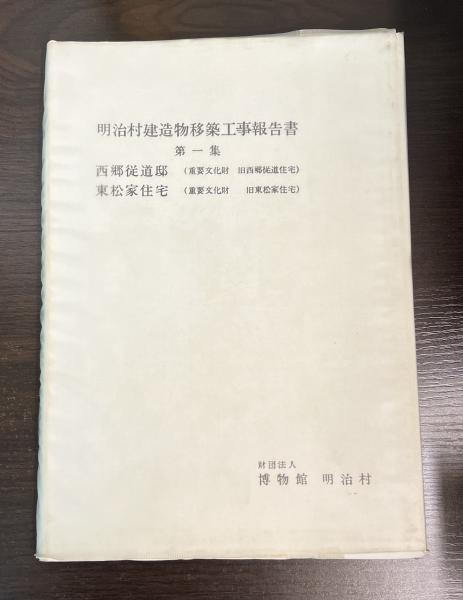 明治村建造物移築工事報告書
第一集
西郷従道邸 (重要文化財 旧西郷従道住宅)
東松家住宅 (重要文化財 旧東松家住宅)
財団法人
博物館 明治村